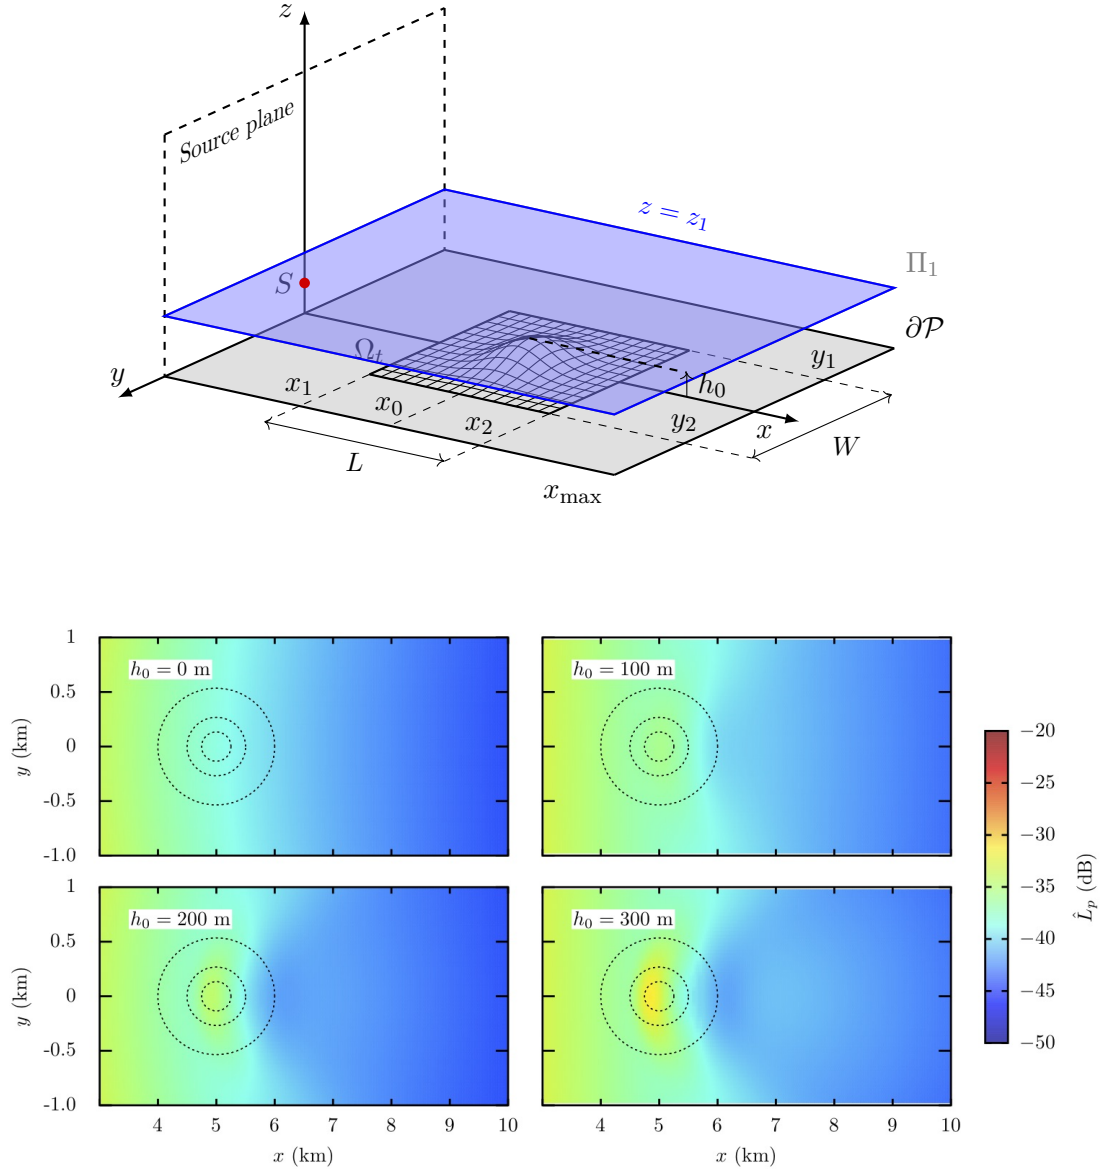 z
Source plane
z = z₁
Π₁
S
∂𝒫
Ωₜ
y₁
y
x₁
h₀
x₀
x₂
y₂
x
W
L
xₘₐₓ
1
0.5
0
-0.5
-1.0
y (km)
h₀ = 0 m
h₀ = 100 m
1
0.5
0
-0.5
-1.0
y (km)
h₀ = 200 m
h₀ = 300 m
4 5 6 7 8 9 10
x (km)
4 5 6 7 8 9 10
x (km)
−20
−25
−30
−35
−40
−45
−50
L̂ₚ (dB)